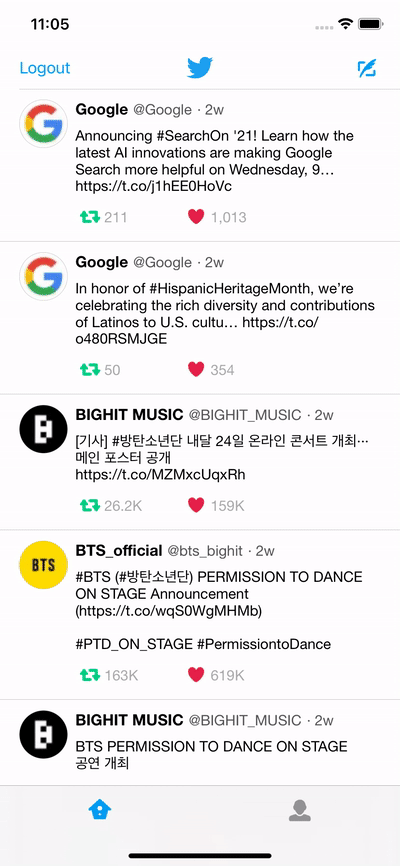 11:05
Logout
Google @Google · 2w
Announcing #SearchOn '21! Learn how the
latest AI innovations are making Google
Search more helpful on Wednesday, 9…
https://t.co/j1hEE0HoVc
211 1,013
Google @Google · 2w
In honor of #HispanicHeritageMonth, we’re
celebrating the rich diversity and contributions
of Latinos to U.S. cultu… https://t.co/
o480RSMJGE
50 354
BIGHIT MUSIC @BIGHIT_MUSIC · 2w
[기사] #방탄소년단 내달 24일 온라인 콘서트 개최…
메인 포스터 공개
https://t.co/MZMxcUqxRh
26.2K 159K
BTS
BTS_official @bts_bighit · 2w
#BTS (#방탄소년단) PERMISSION TO DANCE
ON STAGE Announcement
(https://t.co/wqS0WgMHMb)
#PTD_ON_STAGE #PermissiontoDance
163K 619K
BIGHIT MUSIC @BIGHIT_MUSIC · 2w
BTS PERMISSION TO DANCE ON STAGE
공연 개최